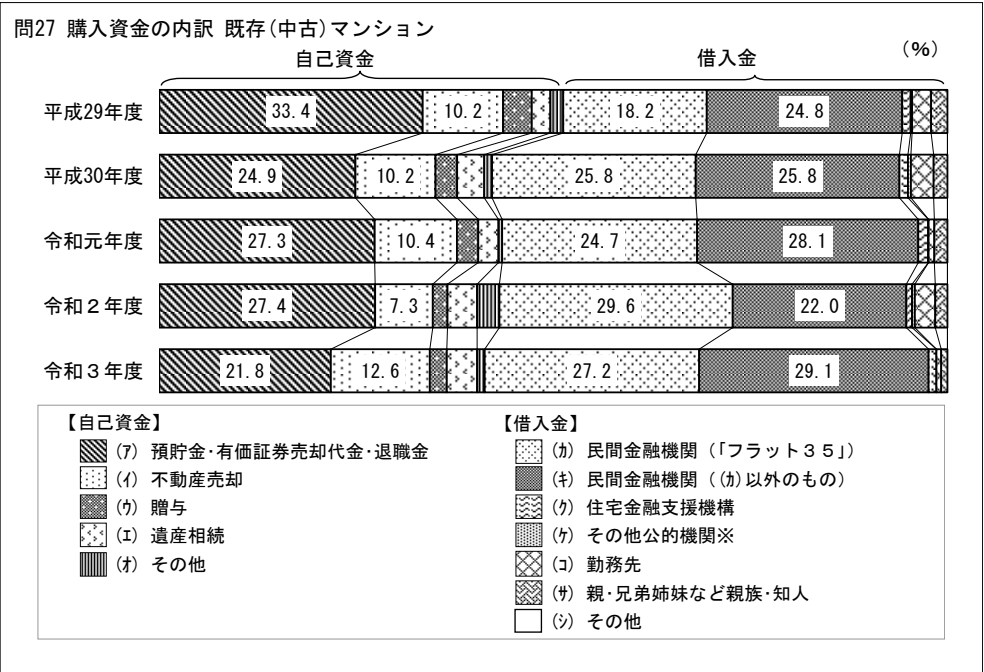 問27 購入資金の内訳 既存(中古)マンション
自己資金 借入金 (%)
平成29年度 33.4 10.2 18.2 24.8
平成30年度 24.9 10.2 25.8 25.8
令和元年度 27.3 10.4 24.7 28.1
令和２年度 27.4 7.3 29.6 22.0
令和３年度 21.8 12.6 27.2 29.1
【自己資金】
(ｱ) 預貯金･有価証券売却代金･退職金
(ｲ) 不動産売却
(ｳ) 贈与
(ｴ) 遺産相続
(ｵ) その他
【借入金】
(ｶ) 民間金融機関（｢フラット３５｣）
(ｷ) 民間金融機関（(ｶ)以外のもの）
(ｸ) 住宅金融支援機構
(ｹ) その他公的機関※
(ｺ) 勤務先
(ｻ) 親･兄弟姉妹など親族･知人
(ｼ) その他